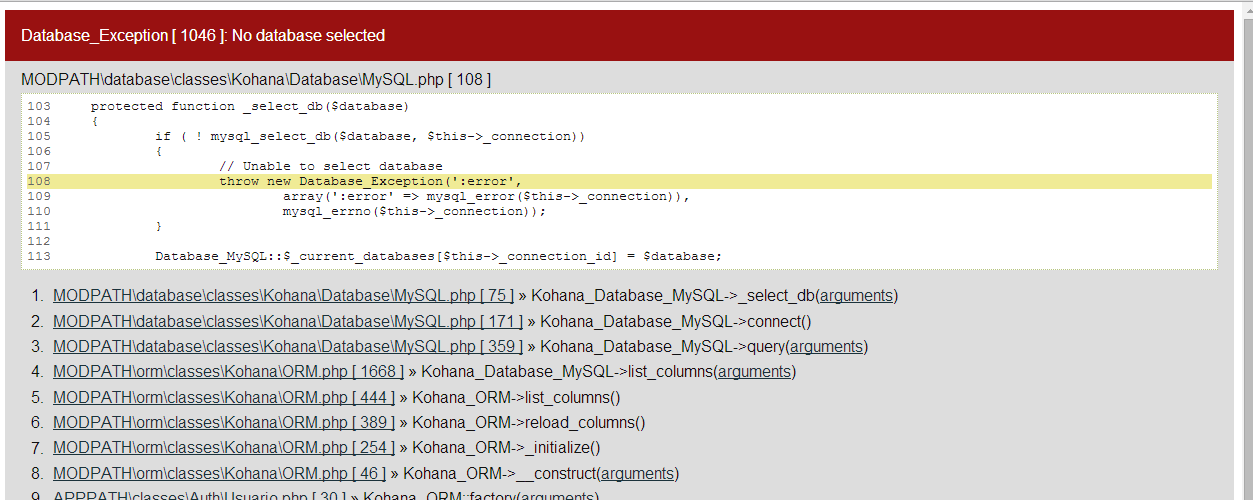 Database_Exception [ 1046 ]: No database selected
MODPATH\database\classes\Kohana\Database\MySQL.php [ 108 ]
103 protected function _select_db($database)
104 {
105 if ( ! mysql_select_db($database, $this->_connection))
106 {
107 // Unable to select database
108 throw new Database_Exception(':error',
109 array(':error' => mysql_error($this->_connection)),
110 mysql_errno($this->_connection));
111 }
112
113 Database_MySQL::$_current_databases[$this->_connection_id] = $database;
1. MODPATH\database\classes\Kohana\Database\MySQL.php [ 75 ] » Kohana_Database_MySQL->_select_db(arguments)
2. MODPATH\database\classes\Kohana\Database\MySQL.php [ 171 ] » Kohana_Database_MySQL->connect()
3. MODPATH\database\classes\Kohana\Database\MySQL.php [ 359 ] » Kohana_Database_MySQL->query(arguments)
4. MODPATH\orm\classes\Kohana\ORM.php [ 1668 ] » Kohana_Database_MySQL->list_columns(arguments)
5. MODPATH\orm\classes\Kohana\ORM.php [ 444 ] » Kohana_ORM->list_columns()
6. MODPATH\orm\classes\Kohana\ORM.php [ 389 ] » Kohana_ORM->reload_columns()
7. MODPATH\orm\classes\Kohana\ORM.php [ 254 ] » Kohana_ORM->_initialize()
8. MODPATH\orm\classes\Kohana\ORM.php [ 46 ] » Kohana_ORM->__construct(arguments)
9. APPPATH\classes\Auth\Usuario.php [ 30 ] » Kohana_ORM::factory(arguments)